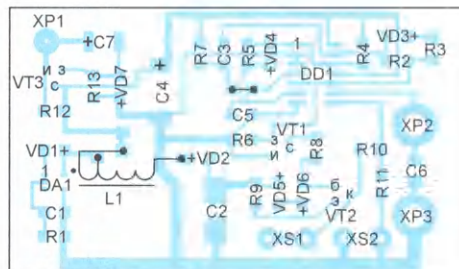 XP1
+C7
VT3
и з
с
R13
+VD7
C4 +
R7
C3
R5
+VD4
1
DD1
R4
VD3+
R2
R3
R12
C5
R6
VT1
з
и с
R8
R10
XP2
VD1+
1
DA1
L1
+VD2
C1
R1
C2
R9
VD5+
+VD6
б
э к
VT2
R11
C6
XP3
XS1
XS2